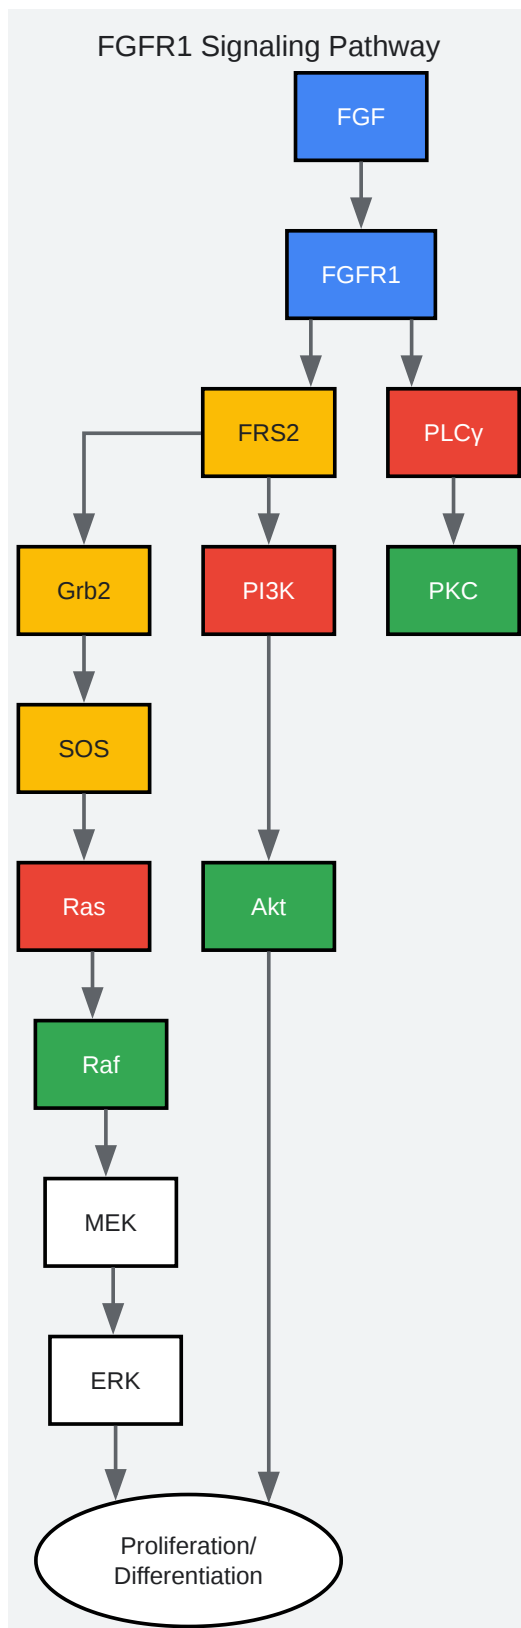 FGFR1 Signaling Pathway
FGF
FGFR1
FRS2
PLCγ
Grb2
PI3K
PKC
SOS
Ras
Akt
Raf
MEK
ERK
Proliferation/
Differentiation